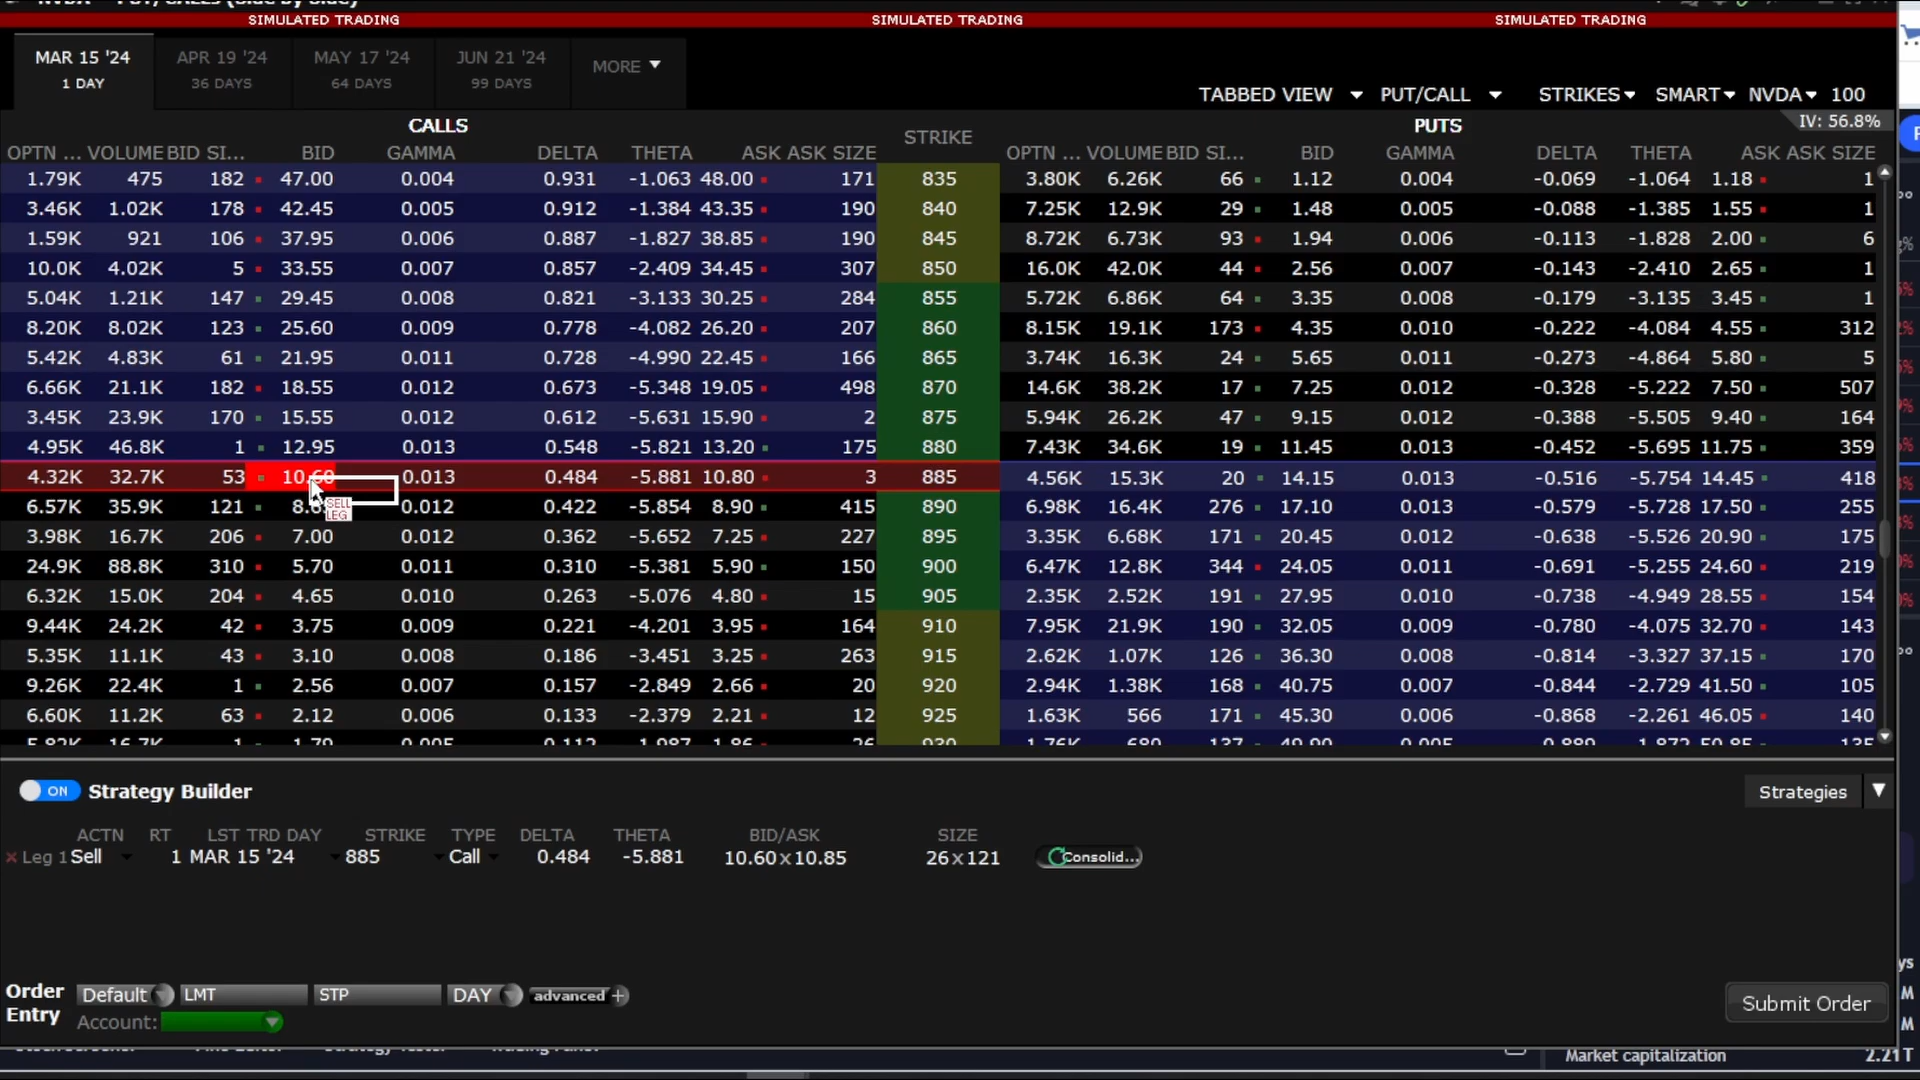 SIMULATED TRADING SIMULATED TRADING SIMULATED TRADING
MAR 15 '24 APR 19 '24 MAY 17 '24 JUN 21 '24 MORE
1 DAY 36 DAYS 64 DAYS 99 DAYS
TABBED VIEW PUT/CALL STRIKES SMART NVDA 100
CALLS STRIKE PUTS IV: 56.8%
OPTN ... VOLUME BID SI... BID GAMMA DELTA THETA ASK ASK SIZE OPTN ... VOLUME BID SI... BID GAMMA DELTA THETA ASK ASK SIZE
1.79K 475 182 47.00 0.004 0.931 -1.063 48.00 171 835 3.80K 6.26K 66 1.12 0.004 -0.069 -1.064 1.18 1
3.46K 1.02K 178 42.45 0.005 0.912 -1.384 43.35 190 840 7.25K 12.9K 29 1.48 0.005 -0.088 -1.385 1.55 1
1.59K 921 106 37.95 0.006 0.887 -1.827 38.85 190 845 8.72K 6.73K 93 1.94 0.006 -0.113 -1.828 2.00 6
10.0K 4.02K 5 33.55 0.007 0.857 -2.409 34.45 307 850 16.0K 42.0K 44 2.56 0.007 -0.143 -2.410 2.65 1
5.04K 1.21K 147 29.45 0.008 0.821 -3.133 30.25 284 855 5.72K 6.86K 64 3.35 0.008 -0.179 -3.135 3.45 1
8.20K 8.02K 123 25.60 0.009 0.778 -4.082 26.20 207 860 8.15K 19.1K 173 4.35 0.010 -0.222 -4.084 4.55 312
5.42K 4.83K 61 21.95 0.011 0.728 -4.990 22.45 166 865 3.74K 16.3K 24 5.65 0.011 -0.273 -4.864 5.80 5
6.66K 21.1K 182 18.55 0.012 0.673 -5.348 19.05 498 870 14.6K 38.2K 17 7.25 0.012 -0.328 -5.222 7.50 507
3.45K 23.9K 170 15.55 0.012 0.612 -5.631 15.90 2 875 5.94K 26.2K 47 9.15 0.012 -0.388 -5.505 9.40 164
4.95K 46.8K 1 12.95 0.013 0.548 -5.821 13.20 175 880 7.43K 34.6K 19 11.45 0.013 -0.452 -5.695 11.75 359
4.32K 32.7K 53 10.60 0.013 0.484 -5.881 10.80 3 885 4.56K 15.3K 20 14.15 0.013 -0.516 -5.754 14.45 418
SELL
LEG
6.57K 35.9K 121 0.012 0.422 -5.854 8.90 415 890 6.98K 16.4K 276 17.10 0.013 -0.579 -5.728 17.50 255
3.98K 16.7K 206 7.00 0.012 0.362 -5.652 7.25 227 895 3.35K 6.68K 171 20.45 0.012 -0.638 -5.526 20.90 175
24.9K 88.8K 310 5.70 0.011 0.310 -5.381 5.90 150 900 6.47K 12.8K 344 24.05 0.011 -0.691 -5.255 24.60 219
6.32K 15.0K 204 4.65 0.010 0.263 -5.076 4.80 15 905 2.35K 2.52K 191 27.95 0.010 -0.738 -4.949 28.55 154
9.44K 24.2K 42 3.75 0.009 0.221 -4.201 3.95 164 910 7.95K 21.9K 190 32.05 0.009 -0.780 -4.075 32.70 143
5.35K 11.1K 43 3.10 0.008 0.186 -3.451 3.25 263 915 2.62K 1.07K 126 36.30 0.008 -0.814 -3.327 37.15 170
9.26K 22.4K 1 2.56 0.007 0.157 -2.849 2.66 20 920 2.94K 1.38K 168 40.75 0.007 -0.844 -2.729 41.50 105
6.60K 11.2K 63 2.12 0.006 0.133 -2.379 2.21 12 925 1.63K 566 171 45.30 0.006 -0.868 -2.261 46.05 140
ON Strategy Builder Strategies
ACTN RT LST TRD DAY STRIKE TYPE DELTA THETA BID/ASK SIZE
Leg 1 Sell 1 MAR 15 '24 885 Call 0.484 -5.881 10.60 x 10.85 26 x 121 Consolid...
Order Entry Default LMT STP DAY advanced + Submit Order
Account:
Market capitalization 2.21T